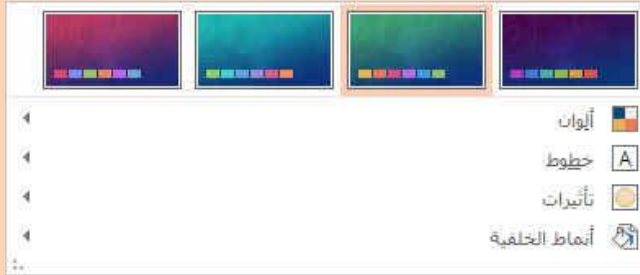 ألوان
خطوط
تأثيرات
أنماط الخلفية